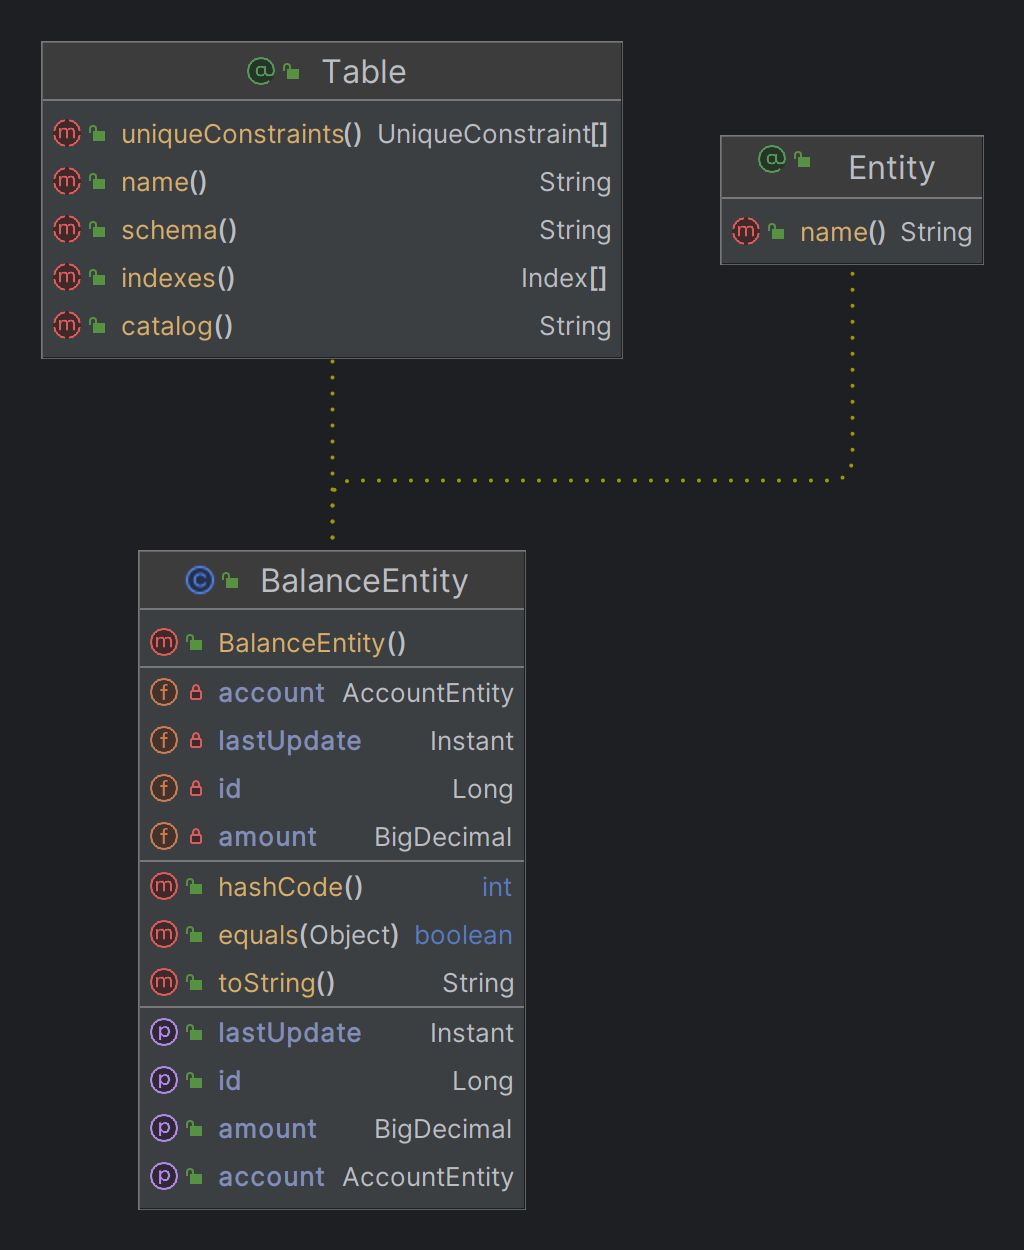 Table
uniqueConstraints() UniqueConstraint[]
name() String
schema() String
indexes() Index[]
catalog() String
Entity
name() String
BalanceEntity
BalanceEntity()
account AccountEntity
lastUpdate Instant
id Long
amount BigDecimal
hashCode() int
equals(Object) boolean
toString() String
lastUpdate Instant
id Long
amount BigDecimal
account AccountEntity